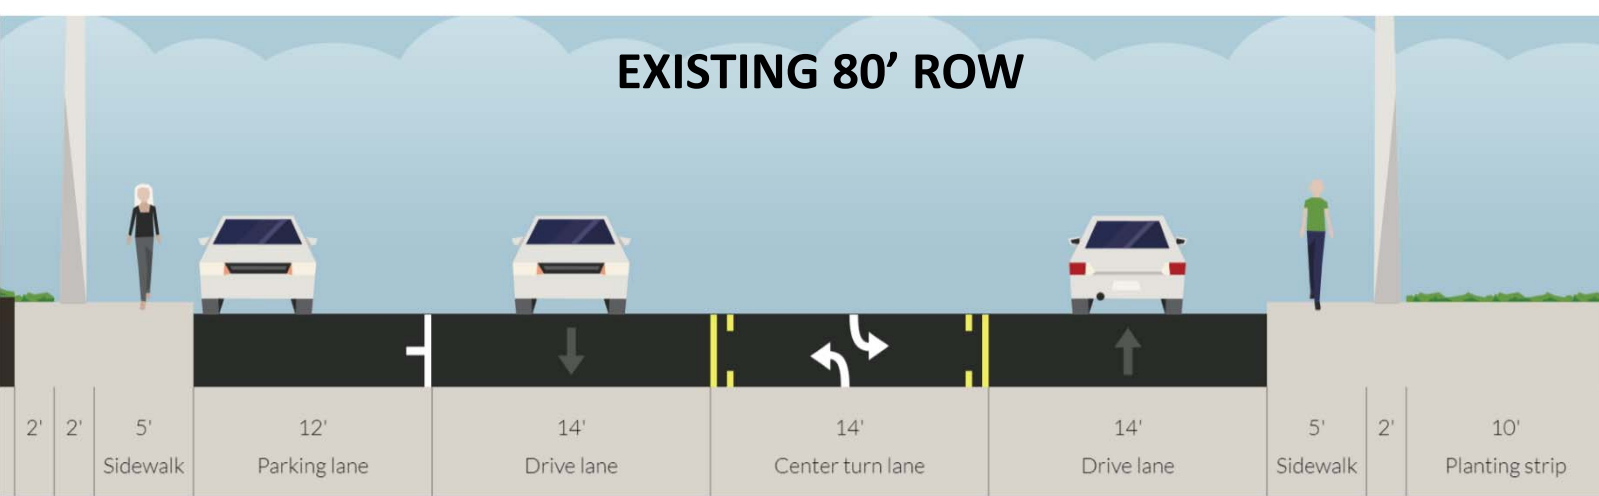 EXISTING 80’ ROW
2' 2' 5' 12' 14' 14' 14' 5' 2' 10'
Sidewalk Parking lane Drive lane Center turn lane Drive lane Sidewalk Planting strip